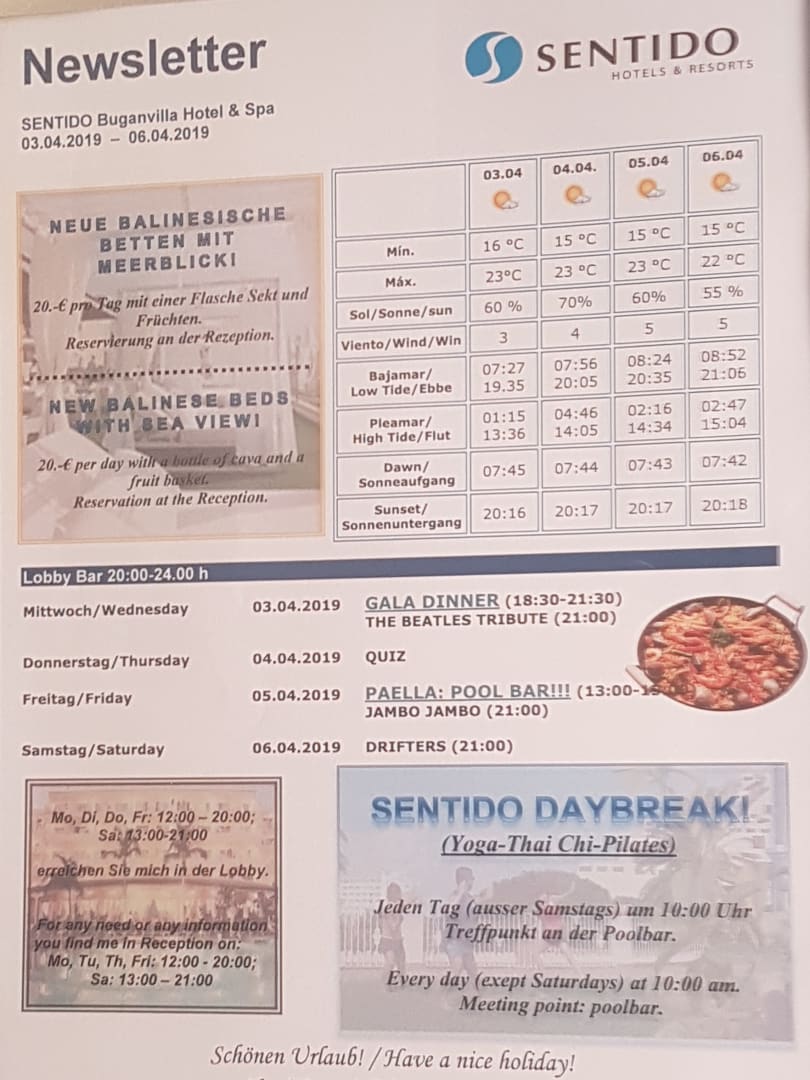 Newsletter
SENTIDO
HOTELS & RESORTS
SENTIDO Buganvilla Hotel & Spa
03.04.2019 – 06.04.2019
NEUE BALINESISCHE
BETTEN MIT
MEERBLICK!
20.-€ pro Tag mit einer Flasche Sekt und
Früchten.
Reservierung an der Rezeption.
NEW BALINESE BEDS
WITH SEA VIEW!
20.-€ per day with a bottle of cava and a
fruit basket.
Reservation at the Reception.
03.04 04.04. 05.04 06.04
Mín. 16 ºC 15 ºC 15 ºC 15 ºC
Máx. 23ºC 23 ºC 23 ºC 22 ºC
Sol/Sonne/sun 60 % 70% 60% 55 %
Viento/Wind/Win 3 4 5 5
Bajamar/ 07:27 07:56 08:24 08:52
Low Tide/Ebbe 19.35 20:05 20:35 21:06
Pleamar/ 01:15 04:46 02:16 02:47
High Tide/Flut 13:36 14:05 14:34 15:04
Dawn/
Sonneaufgang 07:45 07:44 07:43 07:42
Sunset/
Sonnenuntergang 20:16 20:17 20:17 20:18
Lobby Bar 20:00-24.00 h
Mittwoch/Wednesday 03.04.2019 GALA DINNER (18:30-21:30)
THE BEATLES TRIBUTE (21:00)
Donnerstag/Thursday 04.04.2019 QUIZ
Freitag/Friday 05.04.2019 PAELLA: POOL BAR!!! (13:00-
JAMBO JAMBO (21:00)
Samstag/Saturday 06.04.2019 DRIFTERS (21:00)
Mo, Di, Do, Fr: 12:00 – 20:00;
Sa: 13:00-21:00
erreichen Sie mich in der Lobby.
For any need or any information
you find me in Reception on:
Mo, Tu, Th, Fri: 12:00 - 20:00;
Sa: 13:00 – 21:00
SENTIDO DAYBREAK!
(Yoga-Thai Chi-Pilates)
Jeden Tag (ausser Samstags) um 10:00 Uhr
Treffpunkt an der Poolbar.
Every day (exept Saturdays) at 10:00 am.
Meeting point: poolbar.
Schönen Urlaub! / Have a nice holiday!